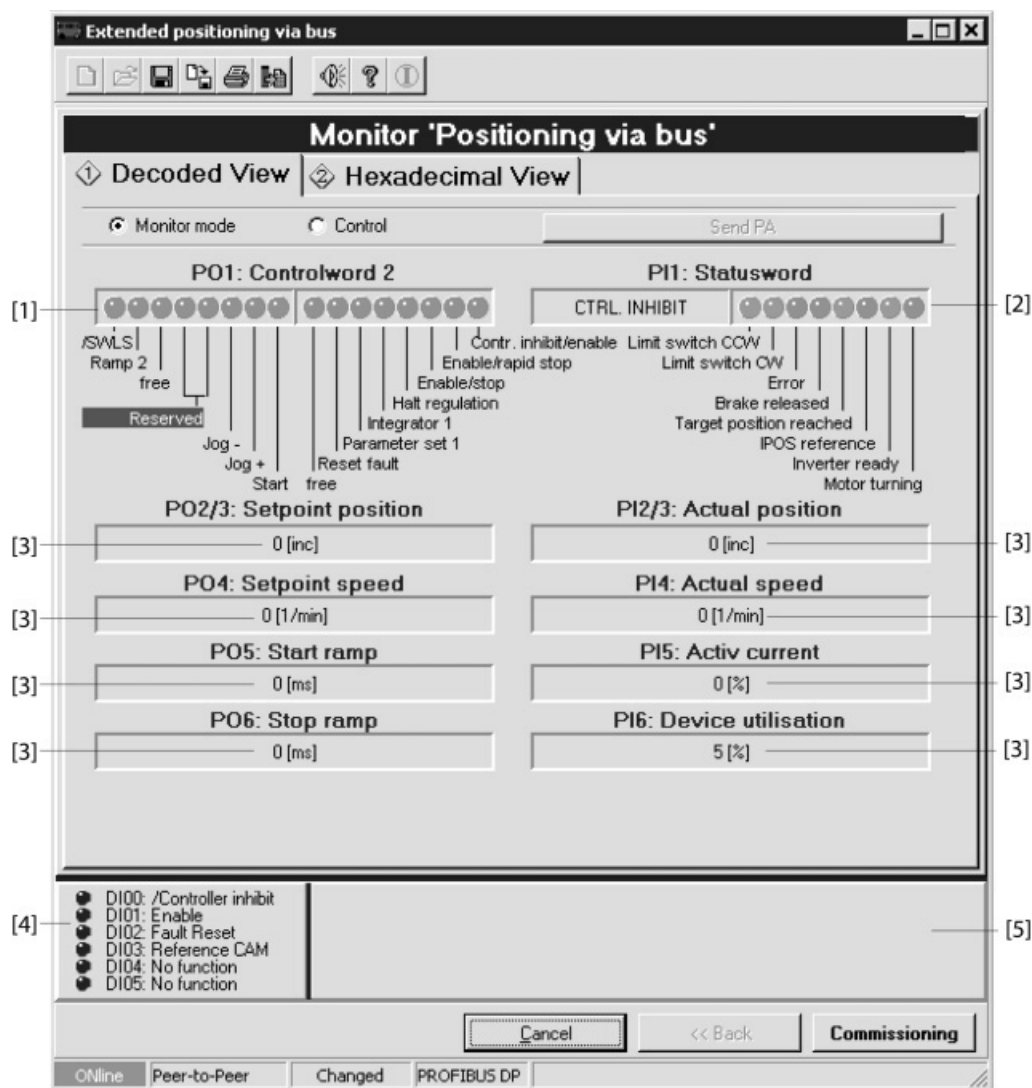 Extended positioning via bus
Monitor 'Positioning via bus'
1 Decoded View
2 Hexadecimal View
Monitor mode
Control
Send PA
PO1: Controlword 2
PI1: Statusword
[1]
CTRL. INHIBIT
[2]
/SWLS
Ramp 2
free
Reserved
Jog -
Jog +
Start
free
Reset fault
Parameter set 1
Integrator 1
Halt regulation
Enable/stop
Enable/rapid stop
Contr. inhibit/enable
Limit switch CCW
Limit switch CW
Error
Brake released
Target position reached
IPOS reference
Inverter ready
Motor turning
PO2/3: Setpoint position
PI2/3: Actual position
[3]
0 [inc]
0 [inc]
[3]
PO4: Setpoint speed
PI4: Actual speed
[3]
0 [1/min]
0 [1/min]
[3]
PO5: Start ramp
PI5: Activ current
[3]
0 [ms]
0 [%]
[3]
PO6: Stop ramp
PI6: Device utilisation
[3]
0 [ms]
5 [%]
[3]
DI00: /Controller inhibit
DI01: Enable
DI02: Fault Reset
DI03: Reference CAM
DI04: No function
DI05: No function
[4]
[5]
Cancel
<< Back
Commissioning
ONline
Peer-to-Peer
Changed
PROFIBUS DP